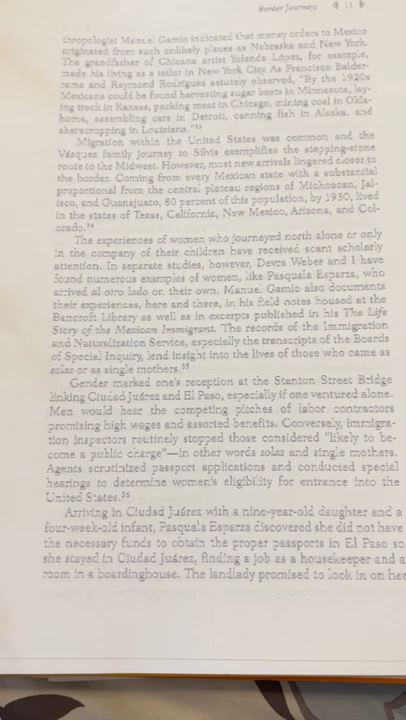 Border Journeys 11
thropologist Manuel Gamio indicated that money orders to Mexico
originated from such unlikely places as Nebraska and New York.
The grandfather of Chicana artist Yolanda López, for example,
made his living as a tailor in New York City. As Francisco Balder-
rama and Raymond Rodríguez astutely observed, "By the 1920s
Mexicans could be found harvesting sugar beets in Minnesota, lay-
ing track in Kansas, packing meat in Chicago, mining coal in Okla-
homa, assembling cars in Detroit, canning fish in Alaska, and
sharecropping in Louisiana."³³
Migration within the United States was common and the
Vásquez family journey to Silvis exemplifies the stepping-stone
route to the Midwest. However, most new arrivals lingered closer to
the border. Coming from every Mexican state with a substantial
proportional from the central plateau regions of Michoacan, Jal-
isco, and Guanajuato, 80 percent of this population, by 1930, lived
in the states of Texas, California, New Mexico, Arizona, and Col-
orado.³⁴
The experiences of women who journeyed north alone or only
in the company of their children have received scant scholarly
attention. In separate studies, however, Devra Weber and I have
found numerous examples of women, like Pasquala Esparza, who
arrived al otro lado on their own. Manuel Gamio also documents
their experiences, here and there, in his field notes housed at the
Bancroft Library as well as in excerpts published in his The Life
Story of the Mexican Immigrant. The records of the Immigration
and Naturalization Service, especially the transcripts of the Boards
of Special Inquiry, lend insight into the lives of those who came as
solas or as single mothers.³⁵
Gender marked one's reception at the Stanton Street Bridge
linking Ciudad Juárez and El Paso, especially if one ventured alone.
Men would hear the competing pitches of labor contractors
promising high wages and assorted benefits. Conversely, immigra-
tion inspectors routinely stopped those considered "likely to be-
come a public charge"—in other words solas and single mothers.
Agents scrutinized passport applications and conducted special
hearings to determine women's eligibility for entrance into the
United States.³⁶
Arriving in Ciudad Juárez with a nine-year-old daughter and a
four-week-old infant, Pasquala Esparza discovered she did not have
the necessary funds to obtain the proper passports in El Paso so
she stayed in Ciudad Juárez, finding a job as a housekeeper and a
room in a boardinghouse. The landlady promised to look in on her